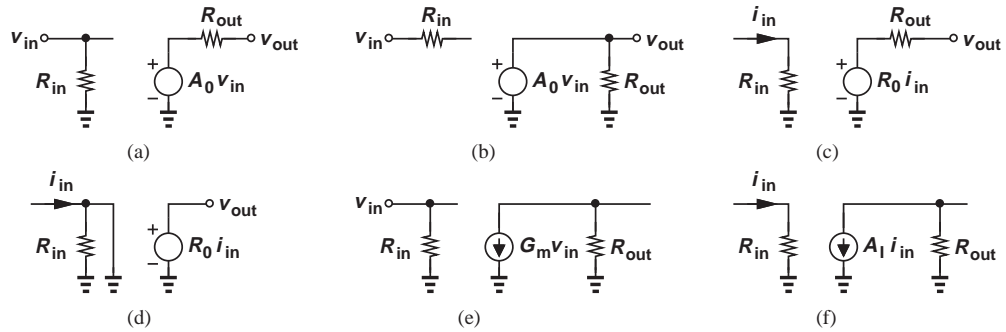 v_in R_in A_0 v_in R_out v_out
(a)
v_in R_in A_0 v_in R_out v_out
(b)
i_in R_in R_0 i_in R_out v_out
(c)
i_in R_in R_0 i_in v_out
(d)
v_in R_in G_m v_in R_out
(e)
i_in R_in A_I i_in R_out
(f)